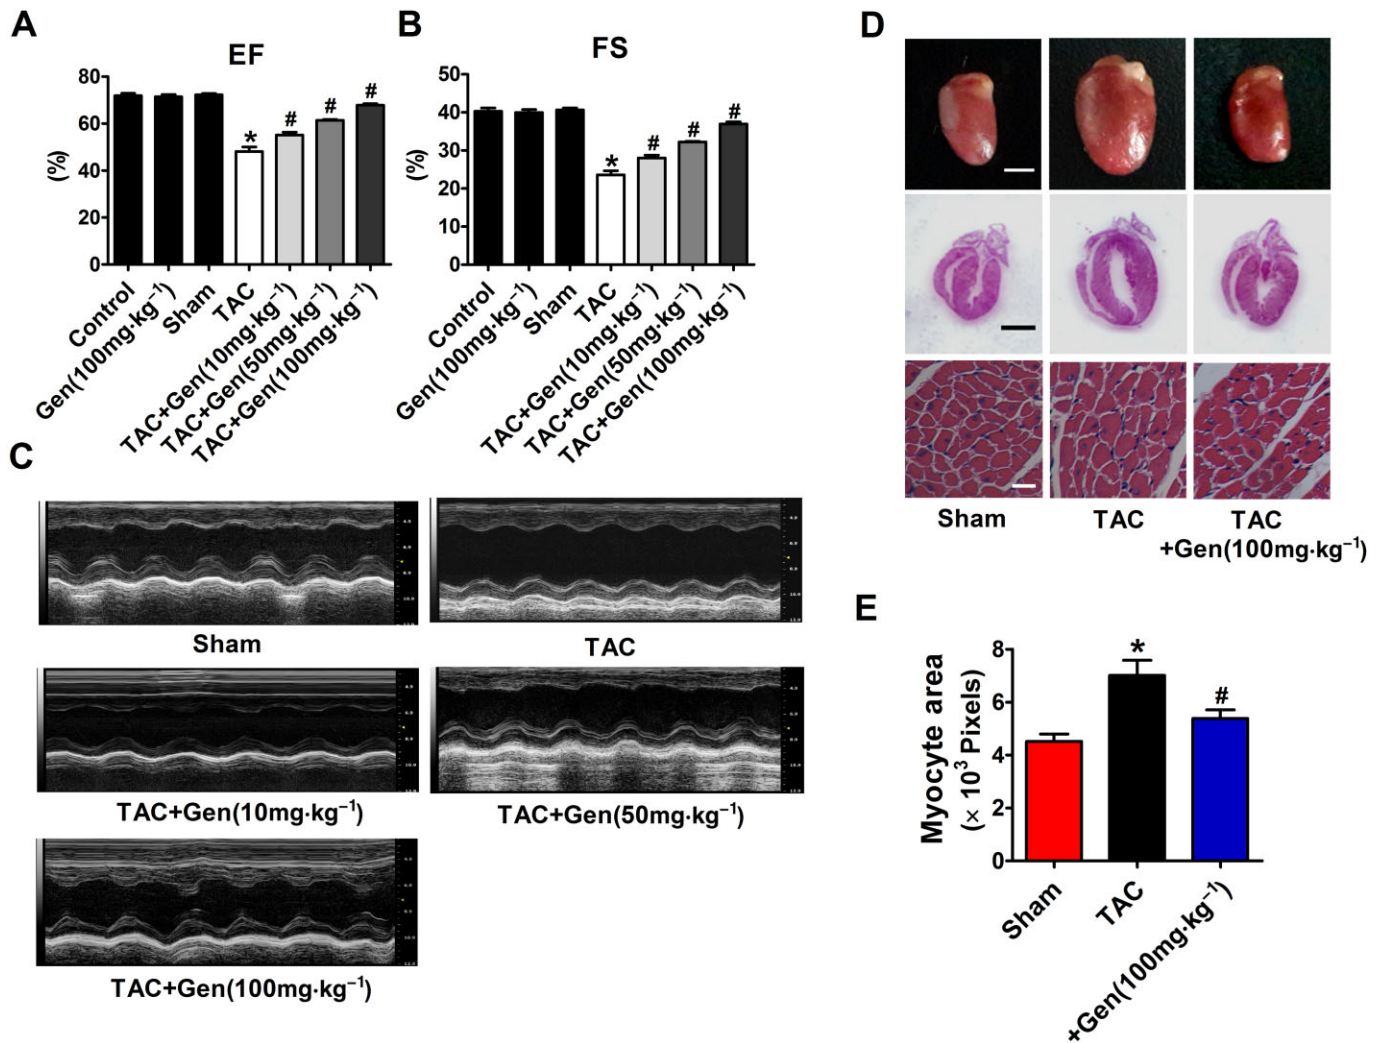 A
EF
(%)
80
60
40
20
0
*
#
#
#
Control
Gen(100mg·kg⁻¹)
Sham
TAC
TAC+Gen(10mg·kg⁻¹)
TAC+Gen(50mg·kg⁻¹)
TAC+Gen(100mg·kg⁻¹)
B
FS
(%)
50
40
30
20
10
0
*
#
#
#
Control
Gen(100mg·kg⁻¹)
Sham
TAC
TAC+Gen(10mg·kg⁻¹)
TAC+Gen(50mg·kg⁻¹)
TAC+Gen(100mg·kg⁻¹)
C
Sham
TAC
TAC+Gen(10mg·kg⁻¹)
TAC+Gen(50mg·kg⁻¹)
TAC+Gen(100mg·kg⁻¹)
D
Sham
TAC
TAC
+Gen(100mg·kg⁻¹)
E
Myocyte area
(× 10³ Pixels)
8
6
4
2
0
*
#
Sham
TAC
+Gen(100mg·kg⁻¹)